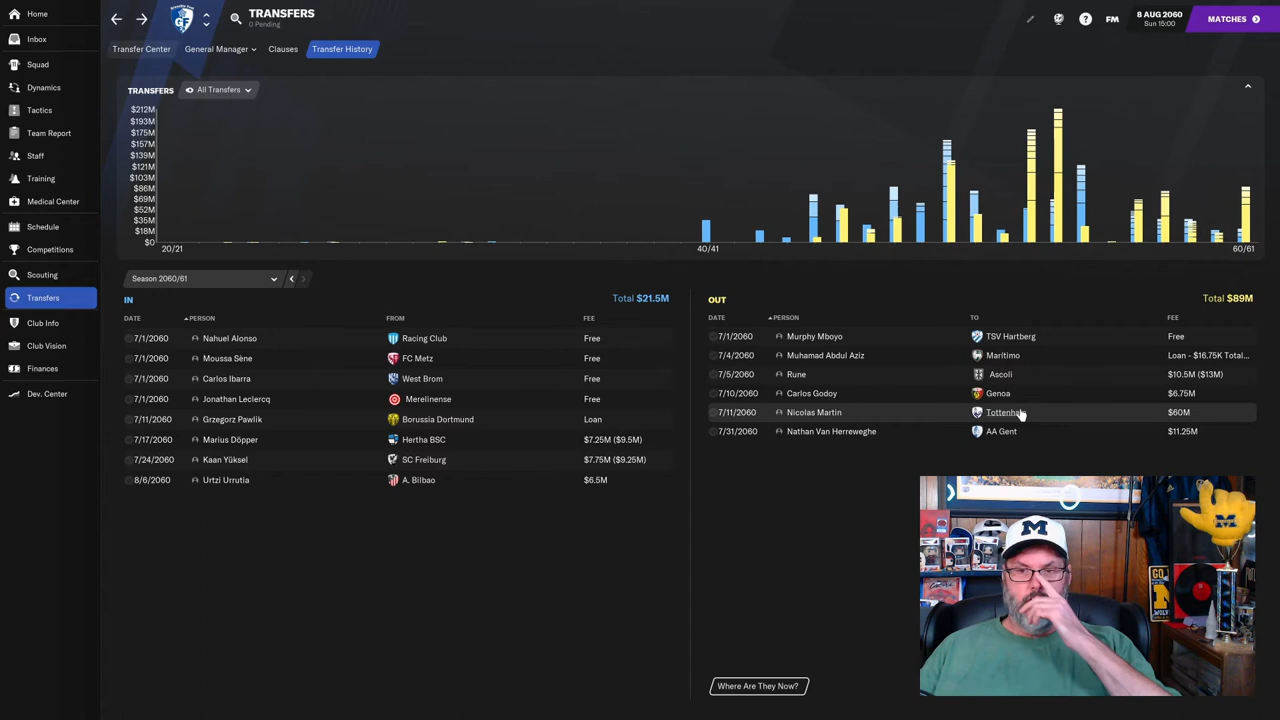 Home
Inbox
Squad
Dynamics
Tactics
Team Report
Staff
Training
Medical Center
Schedule
Competitions
Scouting
Transfers
Club Info
Club Vision
Finances
Dev. Center
GF
TRANSFERS
0 Pending
FM
8 AUG 2060
Sun 15:00
MATCHES
Transfer Center
General Manager
Clauses
Transfer History
TRANSFERS
All Transfers
$212M
$193M
$175M
$157M
$139M
$121M
$103M
$86M
$69M
$52M
$35M
$18M
$0
20/21
40/41
60/61
Season 2060/61
IN
Total $21.5M
DATE PERSON FROM FEE
7/1/2060 Nahuel Alonso Racing Club Free
7/1/2060 Moussa Sène FC Metz Free
7/1/2060 Carlos Ibarra West Brom Free
7/1/2060 Jonathan Leclercq Merelinense Free
7/11/2060 Grzegorz Pawlik Borussia Dortmund Loan
7/17/2060 Marius Döpper Hertha BSC $7.25M ($9.5M)
7/24/2060 Kaan Yüksel SC Freiburg $7.75M ($9.25M)
8/6/2060 Urtzi Urrutia A. Bilbao $6.5M
OUT
Total $89M
DATE PERSON TO FEE
7/1/2060 Murphy Mboyo TSV Hartberg Free
7/4/2060 Muhamad Abdul Aziz Marítimo Loan - $16.75K Total...
7/5/2060 Rune Ascoli $10.5M ($13M)
7/10/2060 Carlos Godoy Genoa $6.75M
7/11/2060 Nicolas Martin Tottenham $60M
7/31/2060 Nathan Van Herreweghe AA Gent $11.25M
Where Are They Now?
M
M
GO